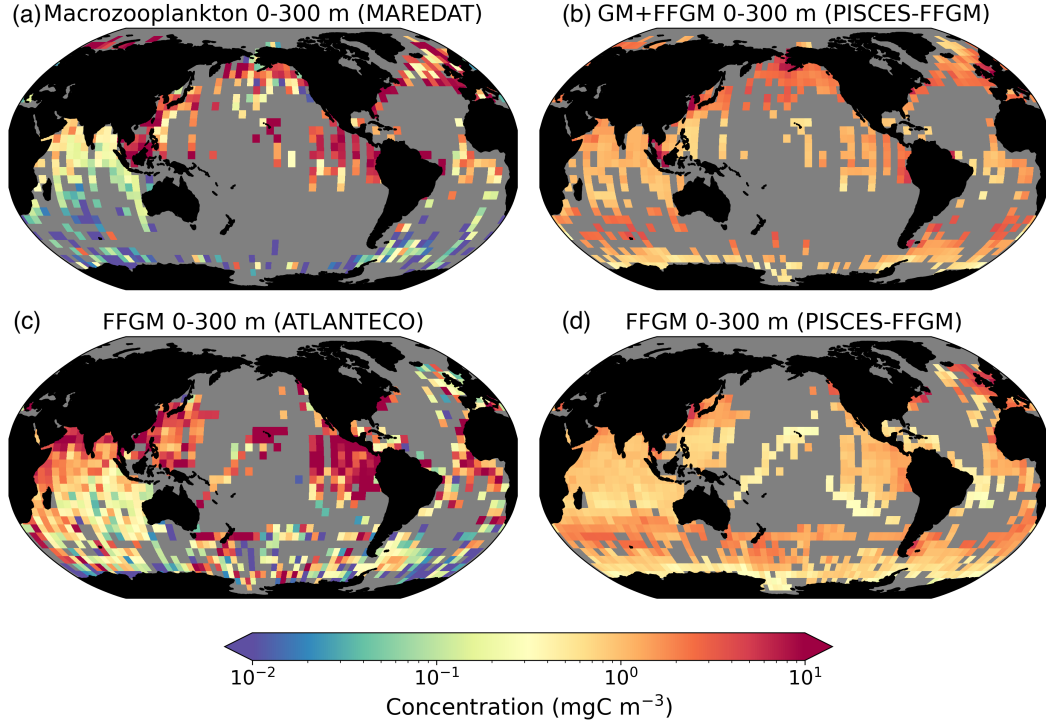 (a) Macrozooplankton 0-300 m (MAREDAT)
(b) GM+FFGM 0-300 m (PISCES-FFGM)
(c) FFGM 0-300 m (ATLANTECO)
(d) FFGM 0-300 m (PISCES-FFGM)
10⁻² 10⁻¹ 10⁰ 10¹
Concentration (mgC m⁻³)